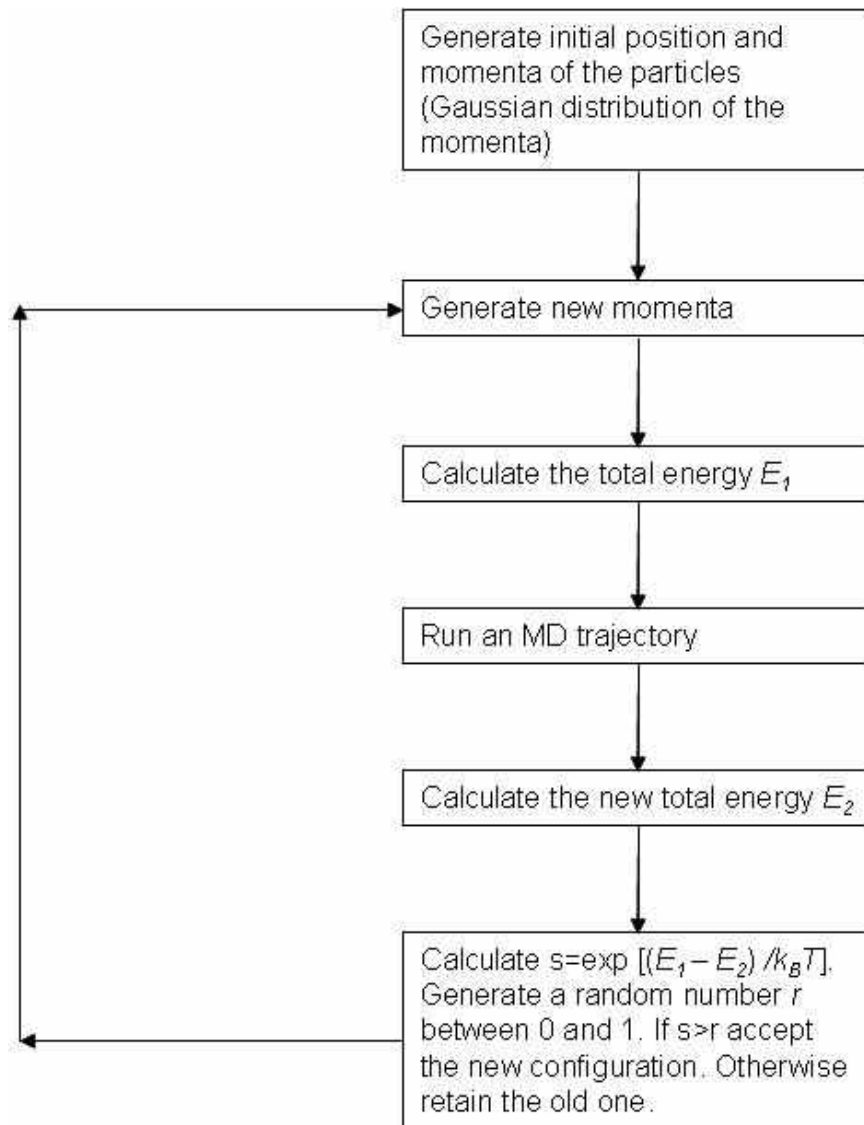 Generate initial position and
momenta of the particles
(Gaussian distribution of the
momenta)
Generate new momenta
Calculate the total energy E₁
Run an MD trajectory
Calculate the new total energy E₂
Calculate s=exp [(E₁ – E₂) /k_BT].
Generate a random number r
between 0 and 1. If s>r accept
the new configuration. Otherwise
retain the old one.